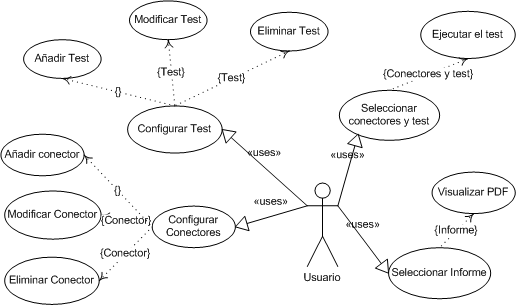 Modificar Test
Eliminar Test
Ejecutar el test
Añadir Test
{Test}
{Test}
{Conectores y test}
{}
Configurar Test
Seleccionar
conectores y test
Añadir conector
«uses»
«uses»
{}
Visualizar PDF
«uses»
Modificar Conector
{Conector}
Configurar
Conectores
«uses»
{Informe}
{Conector}
Eliminar Conector
Usuario
Seleccionar Informe